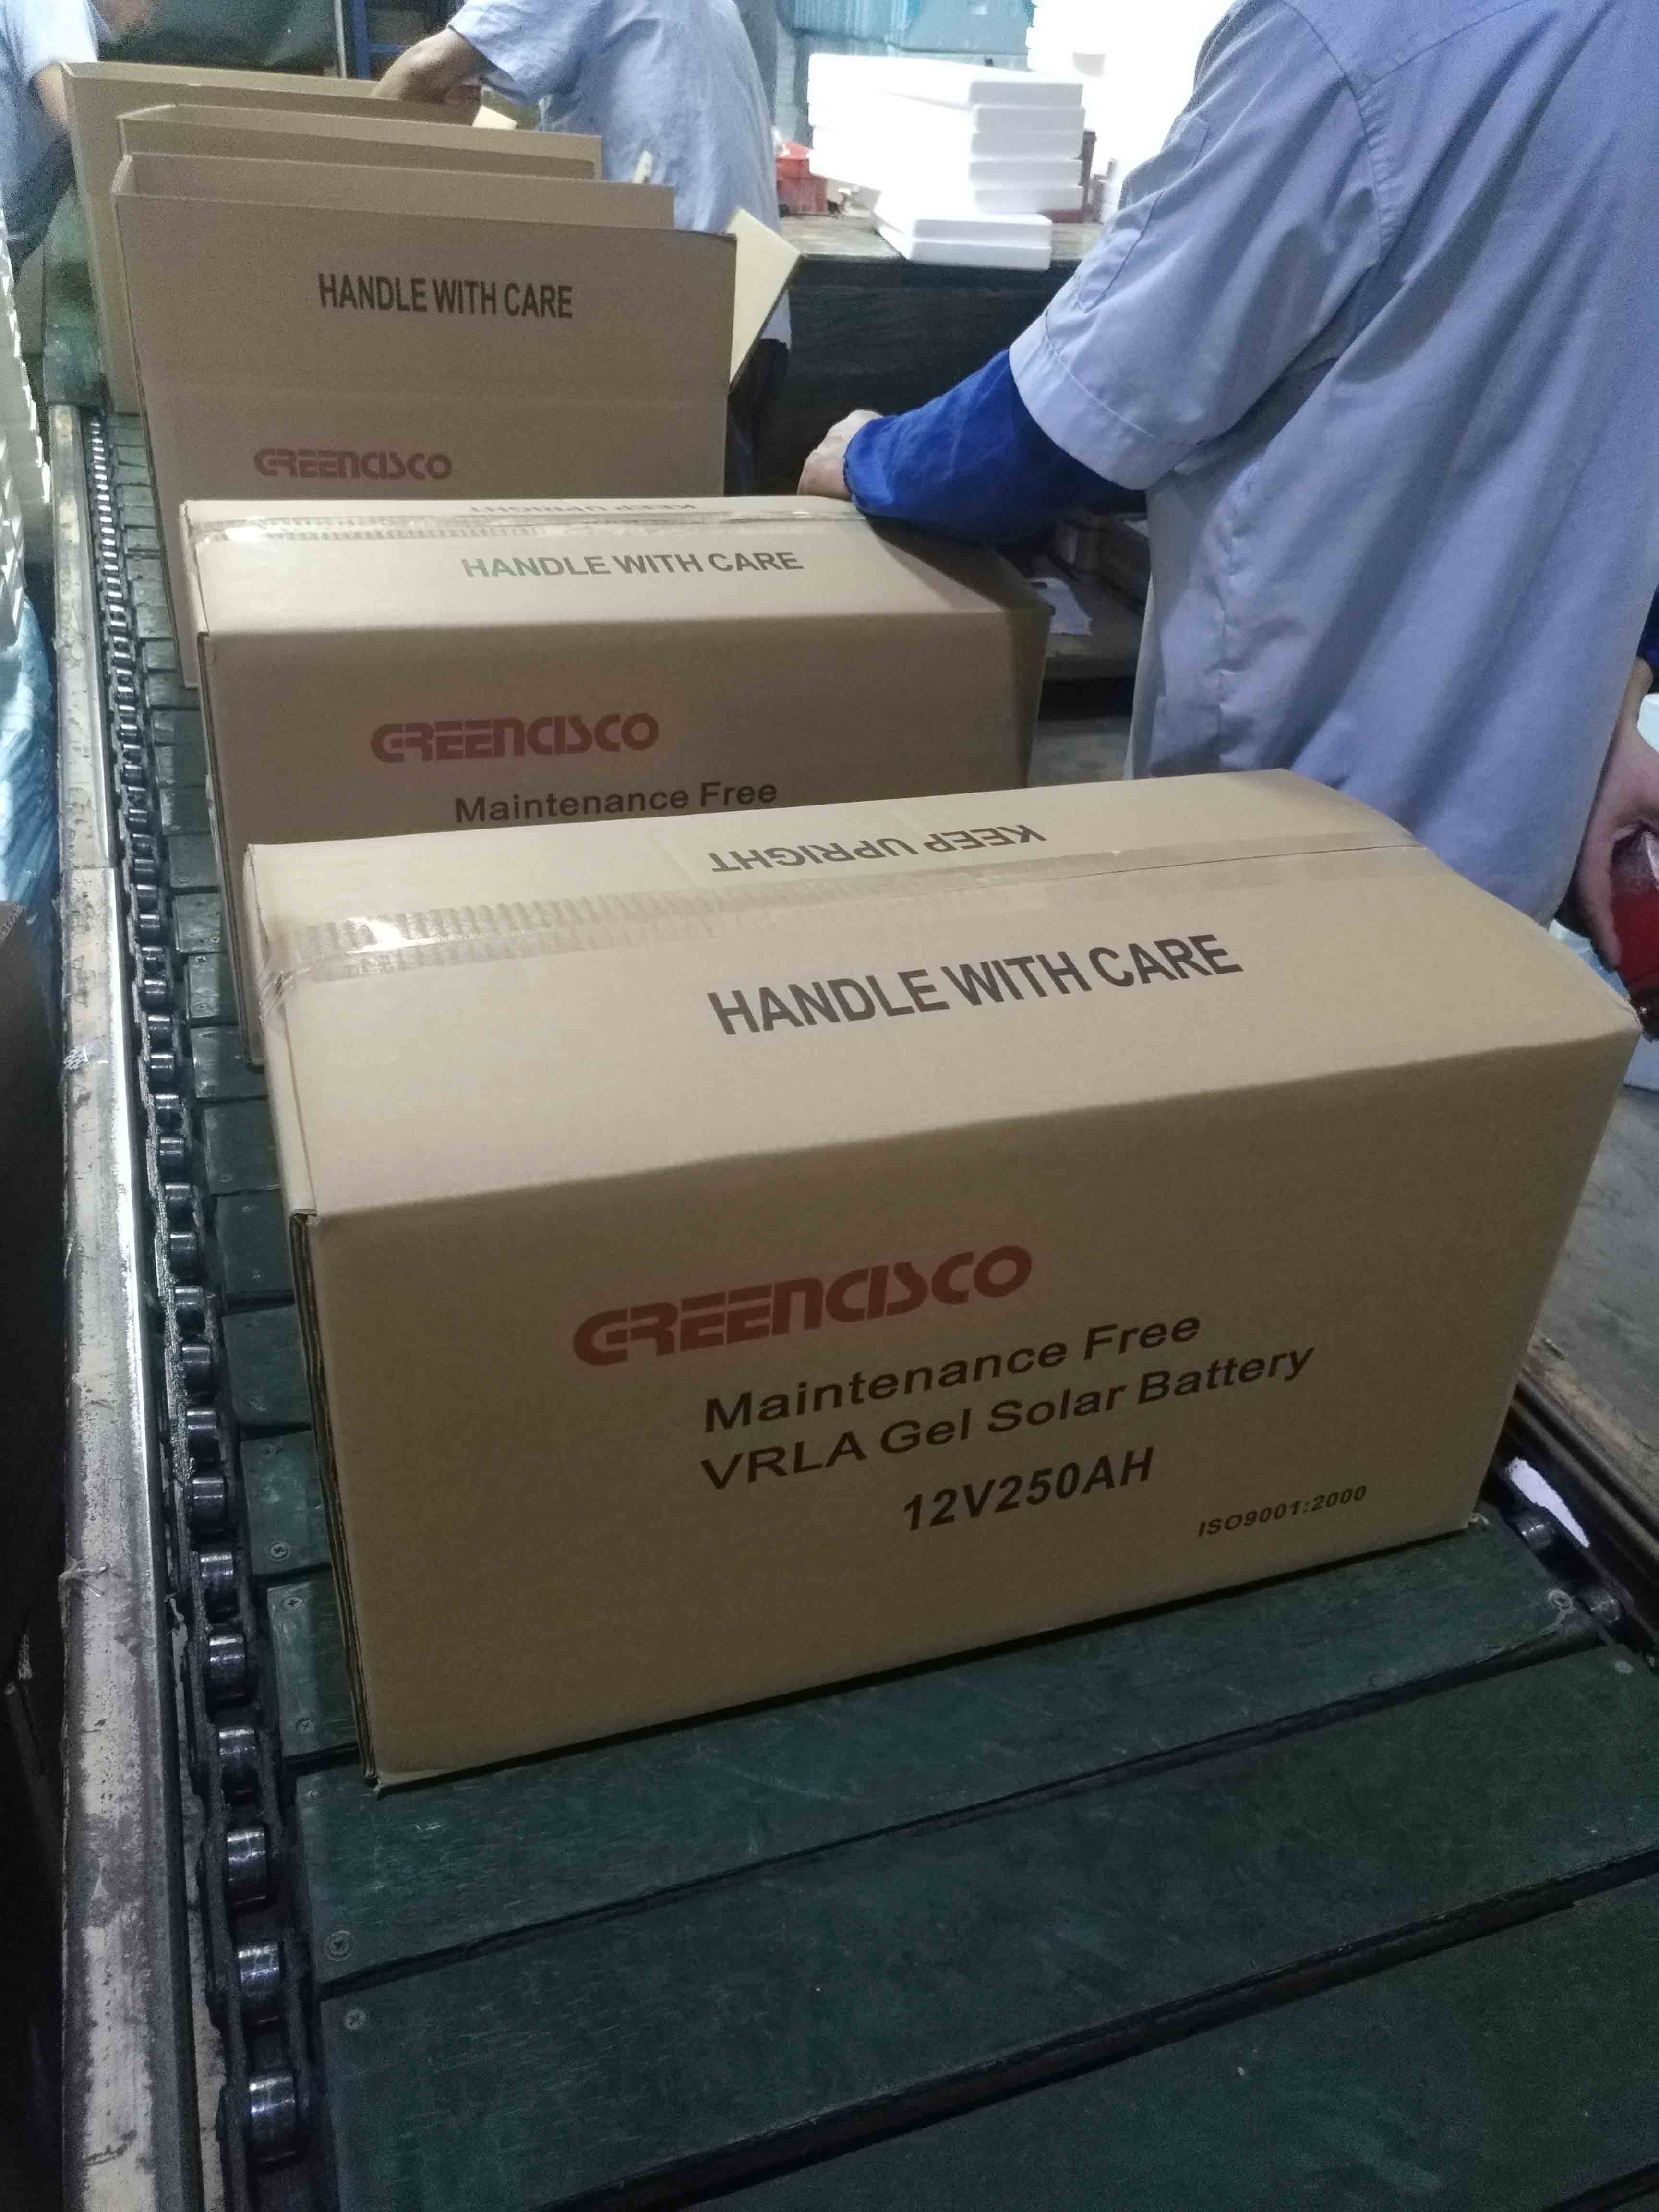 HANDLE WITH CARE
GREENCISCO
KEEP UPRIGHT
HANDLE WITH CARE
GREENCISCO
Maintenance Free
KEEP UPRIGHT
HANDLE WITH CARE
GREENCISCO
Maintenance Free
VRLA Gel Solar Battery
12V250AH
ISO9001:2000